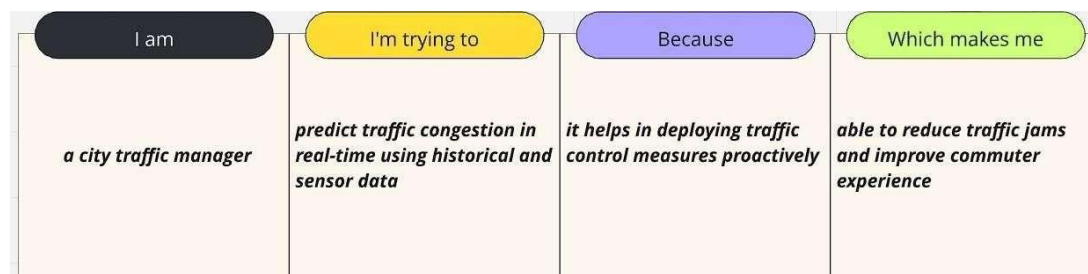 I am
I'm trying to
Because
Which makes me
a city traffic manager
predict traffic congestion in
real-time using historical and
sensor data
it helps in deploying traffic
control measures proactively
able to reduce traffic jams
and improve commuter
experience